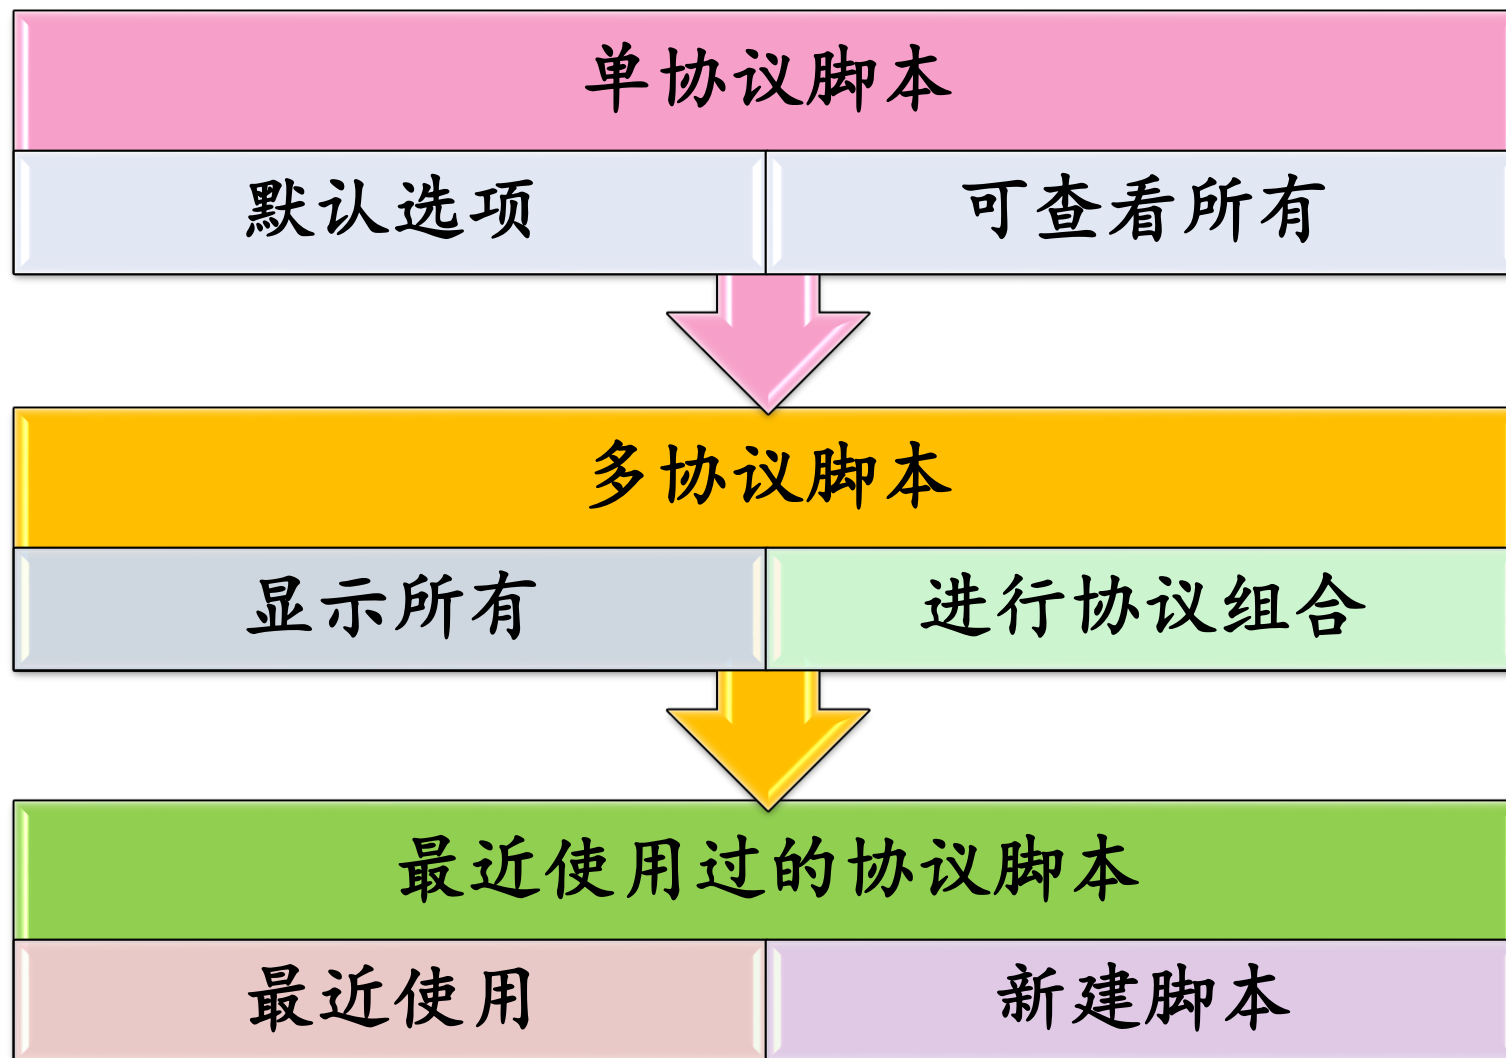 单协议脚本
默认选项
可查看所有
多协议脚本
显示所有
进行协议组合
最近使用过的协议脚本
最近使用
新建脚本